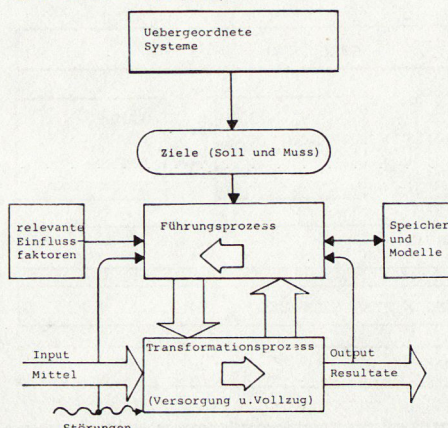 Uebergeordnete
Systeme
Ziele (Soll und Muss)
relevante
Einfluss
faktoren
Führungsprozess
Speicher
und
Modelle
Input
Mittel
Transformationsprozess
(Versorgung u.Vollzug)
Output
Resultate
Störungen